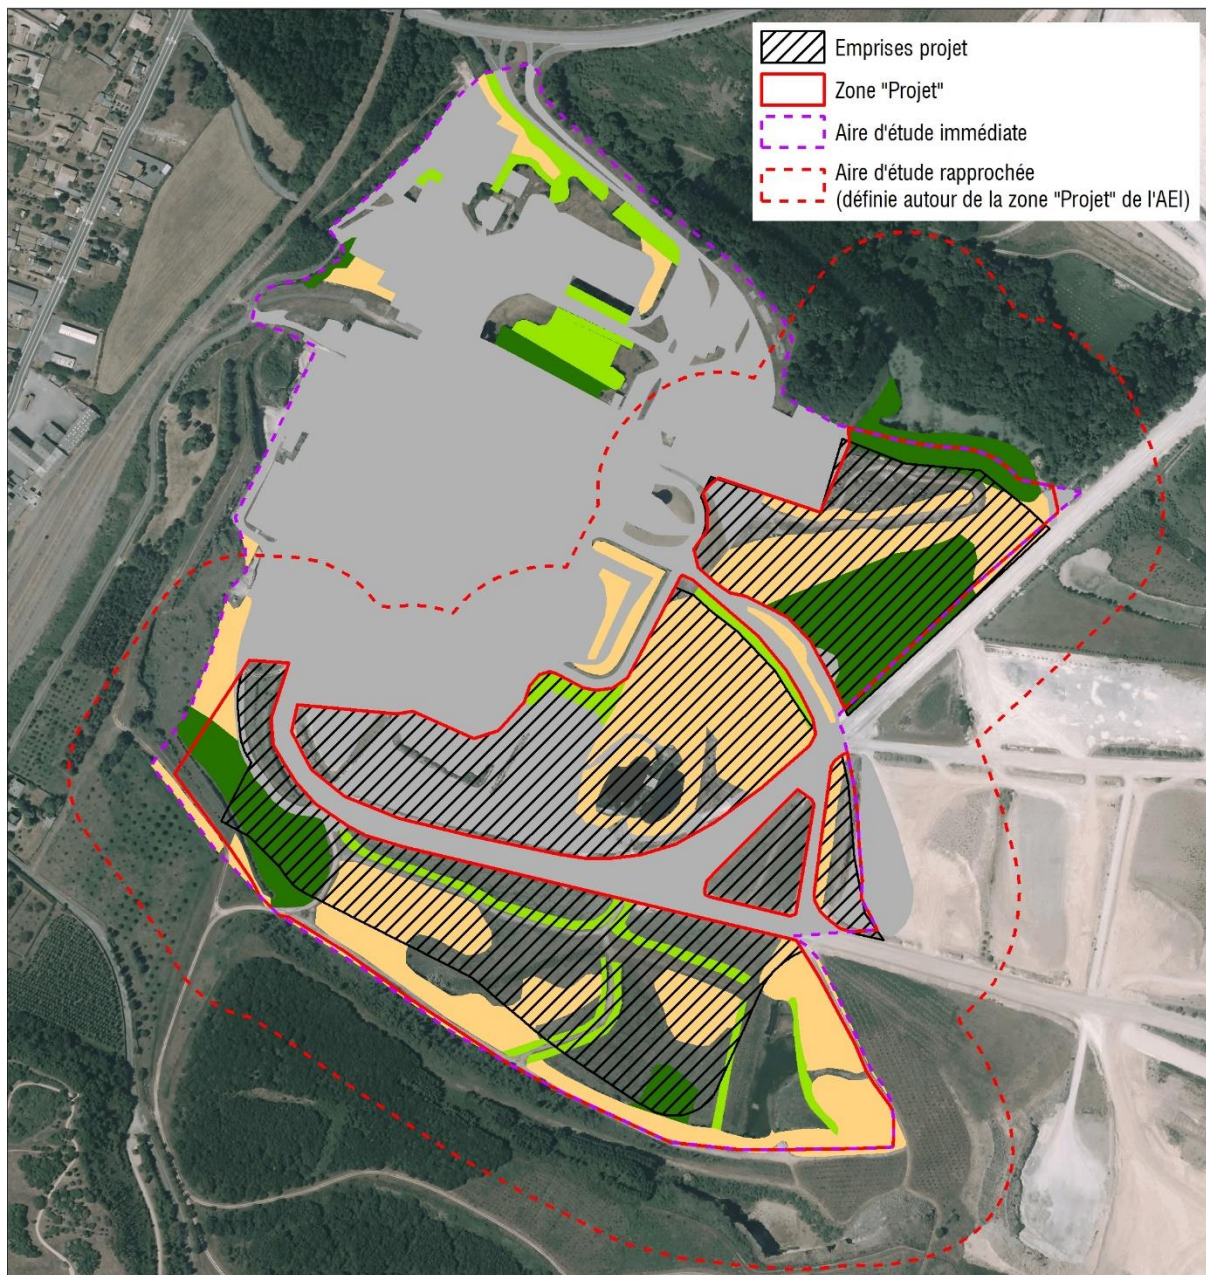 Emprises projet
Zone "Projet"
Aire d'étude immédiate
Aire d'étude rapprochée
(définie autour de la zone "Projet" de l'AEI)